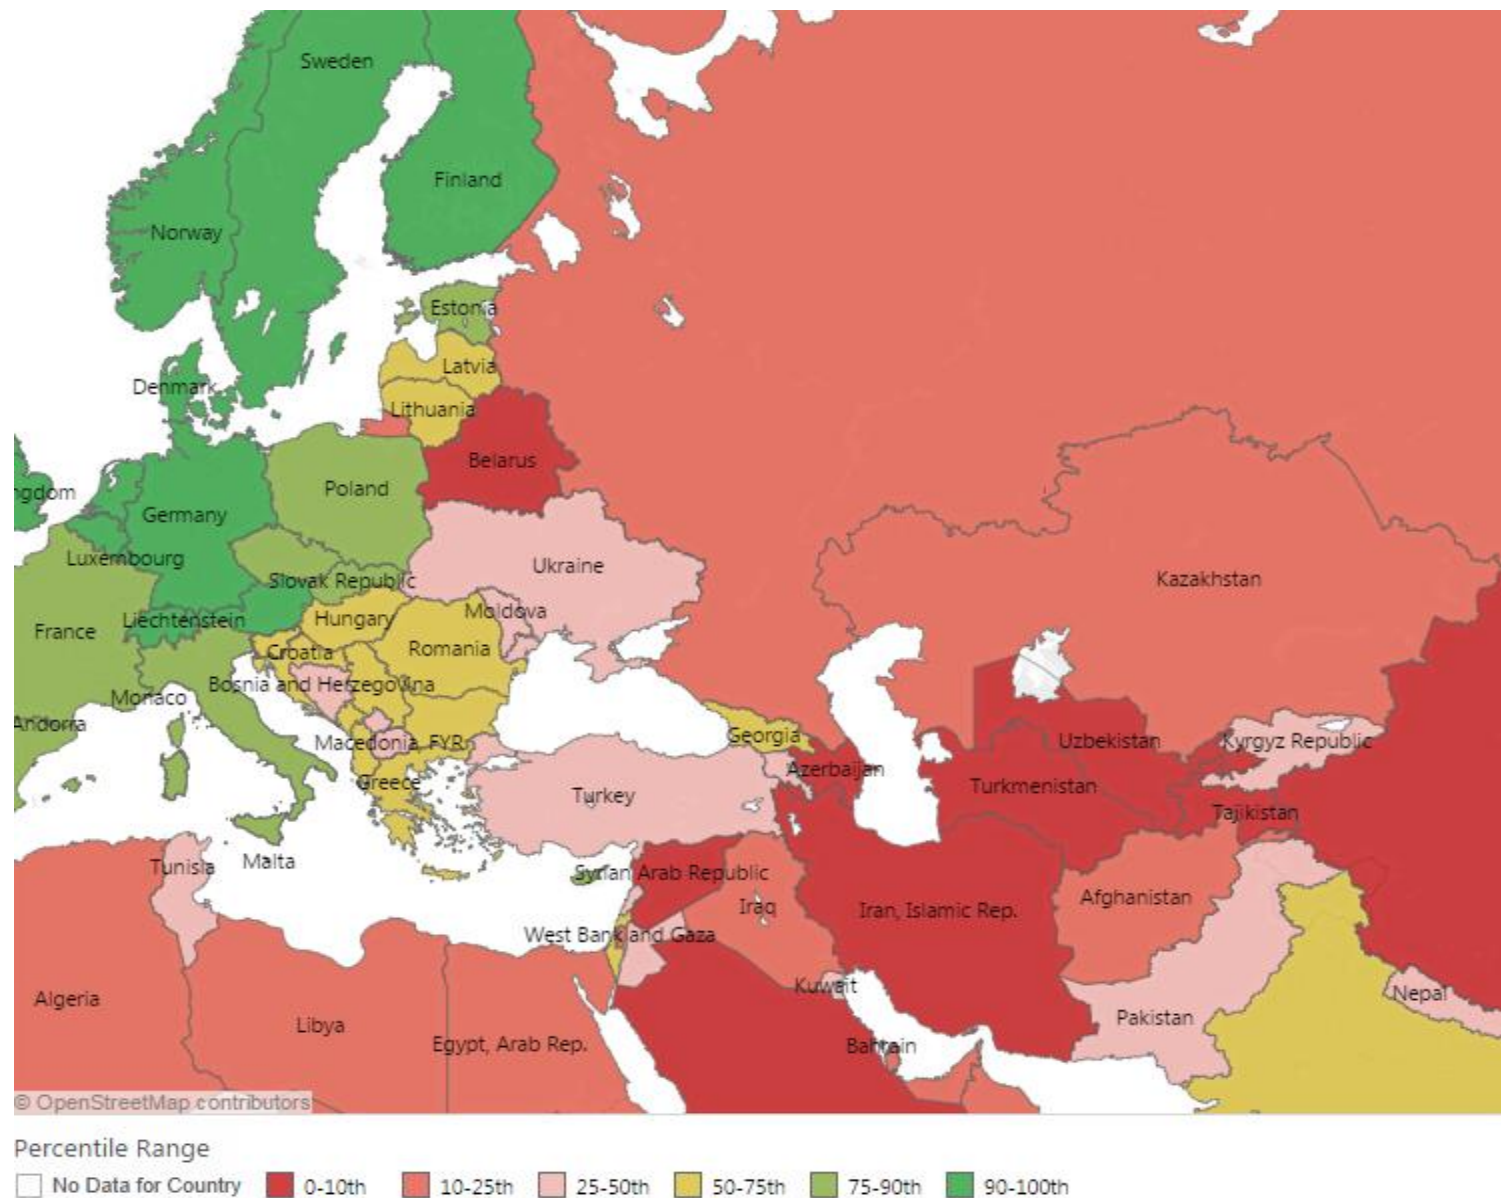 Sweden
Finland
Norway
Estonia
Latvia
Denmark
Lithuania
Belarus
Poland
ngdom
Germany
Luxembourg
Ukraine
Slovak Republic
Kazakhstan
Moldova
Liechtenstein
Hungary
France
Romania
Croatia
Bosnia and Herzegovina
Monaco
Andorra
Georgia
Macedonia, FYR
Uzbekistan
Kyrgyz Republic
Azerbaijan
Greece
Turkmenistan
Turkey
Tajikistan
Malta
Tunisia
Syrian Arab Republic
Afghanistan
Iraq
Iran, Islamic Rep.
West Bank and Gaza
Kuwait
Nepal
Algeria
Pakistan
Libya
Egypt, Arab Rep.
Bahrain
© OpenStreetMap contributors
Percentile Range
No Data for Country 0-10th 10-25th 25-50th 50-75th 75-90th 90-100th